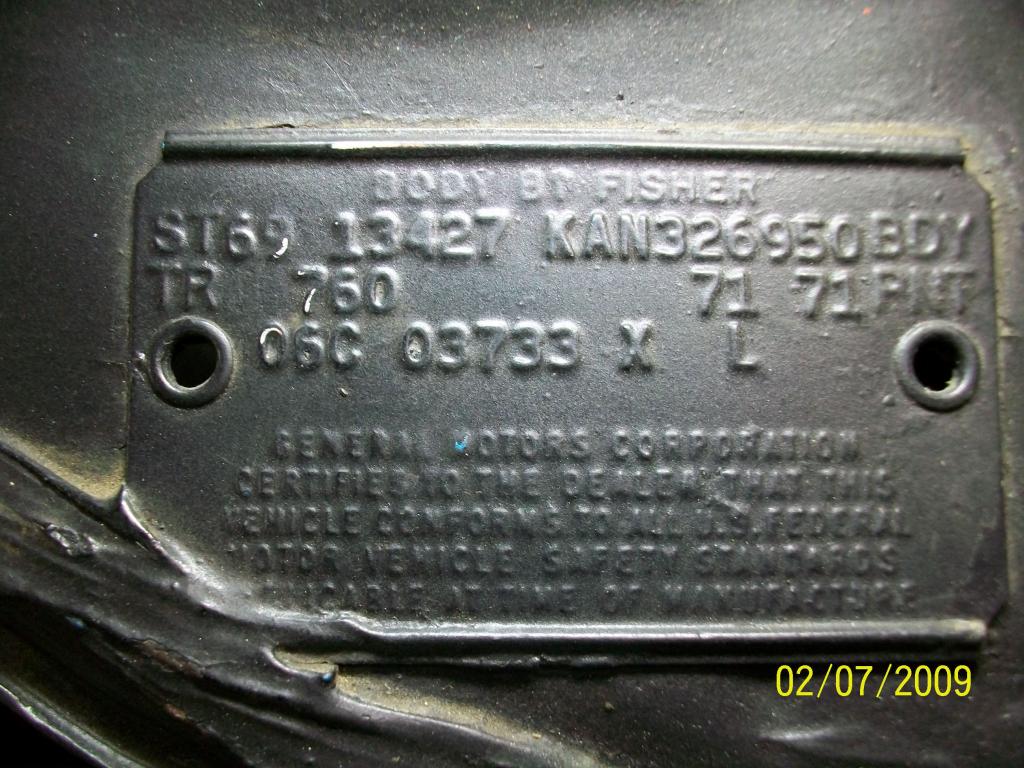 BODY BY FISHER
ST69 13427 KAN326950 BDY
TR 760 71 71 PNT
06C 03733 X L
GENERAL MOTORS CORPORATION
CERTIFIES TO THE DEALER THAT THIS
VEHICLE CONFORMS TO ALL U.S. FEDERAL
MOTOR VEHICLE SAFETY STANDARDS
APPLICABLE AT TIME OF MANUFACTURE
02/07/2009